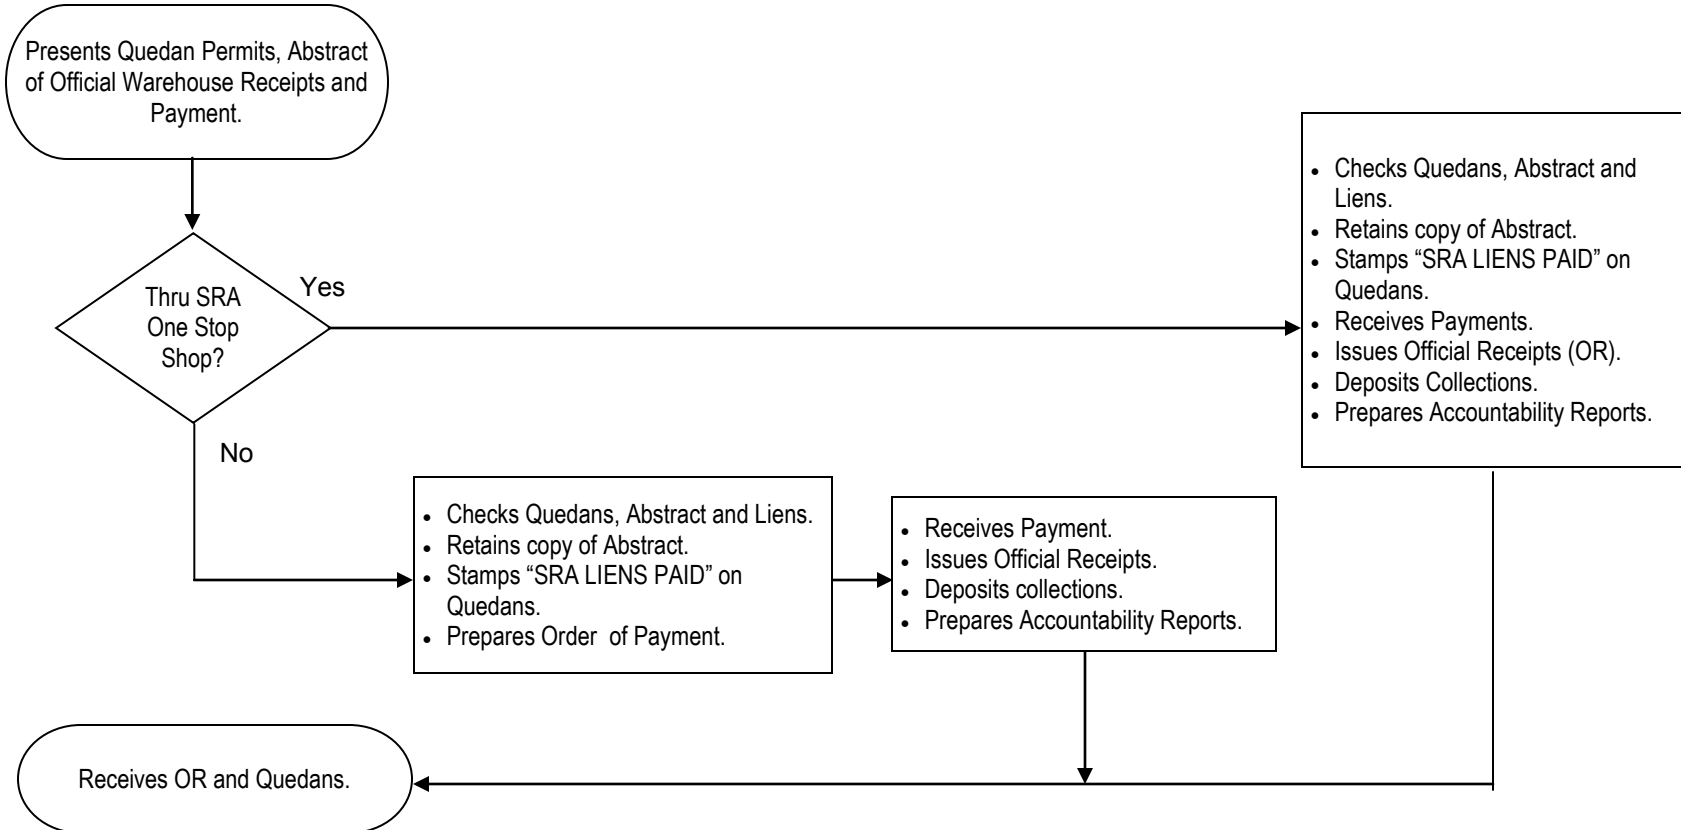 Presents Quedan Permits, Abstract
of Official Warehouse Receipts and
Payment.
Thru SRA
One Stop
Shop?
Yes
• Checks Quedans, Abstract and
Liens.
• Retains copy of Abstract.
• Stamps “SRA LIENS PAID” on
Quedans.
• Receives Payments.
• Issues Official Receipts (OR).
• Deposits Collections.
• Prepares Accountability Reports.
No
• Checks Quedans, Abstract and Liens.
• Retains copy of Abstract.
• Stamps “SRA LIENS PAID” on
Quedans.
• Prepares Order of Payment.
• Receives Payment.
• Issues Official Receipts.
• Deposits collections.
• Prepares Accountability Reports.
Receives OR and Quedans.